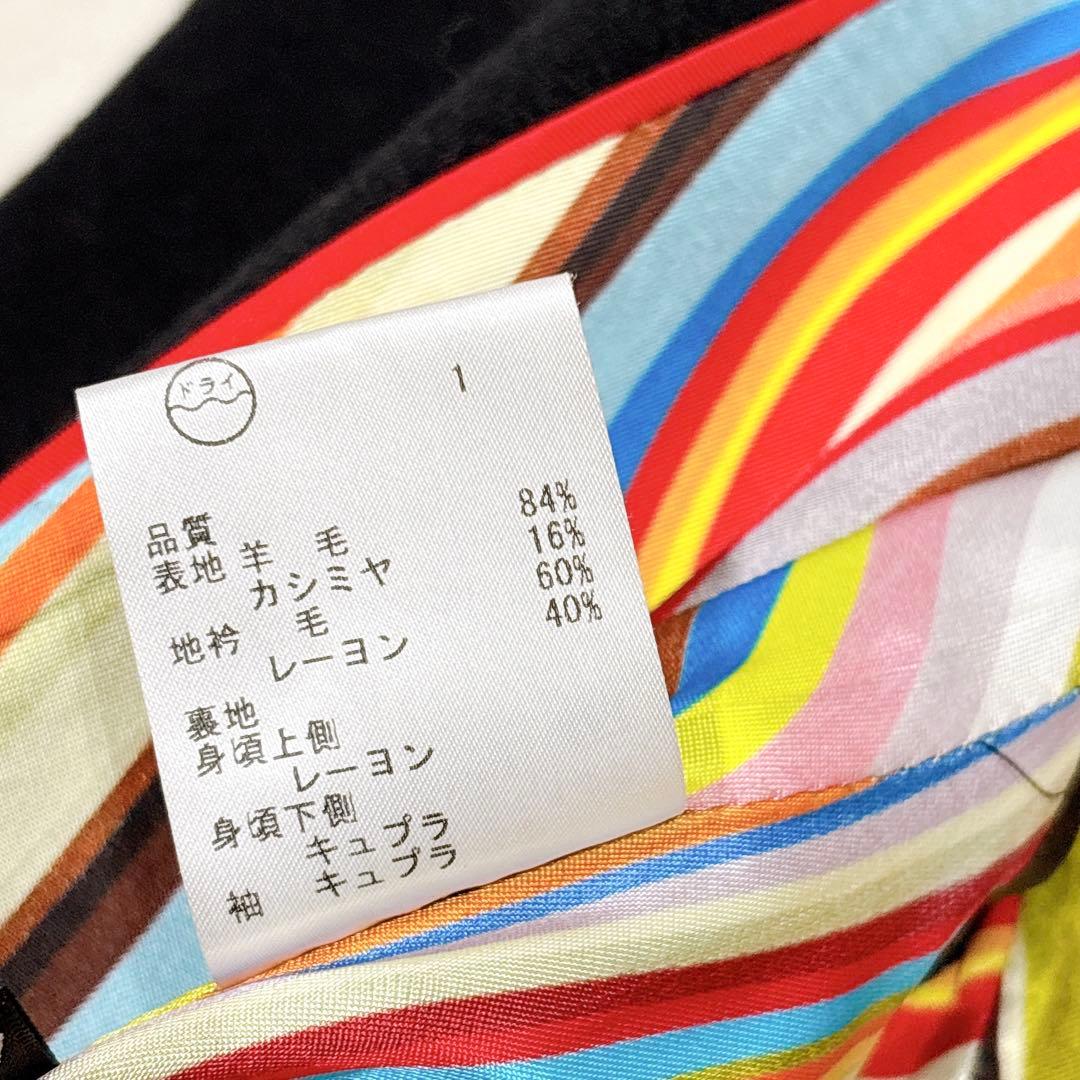 ドライ
1
品質
表地 羊 毛 84%
カシミヤ 16%
地衿 毛 60%
レーヨン 40%
裏地
身頃上側
レーヨン
身頃下側
キュプラ
袖 キュプラ